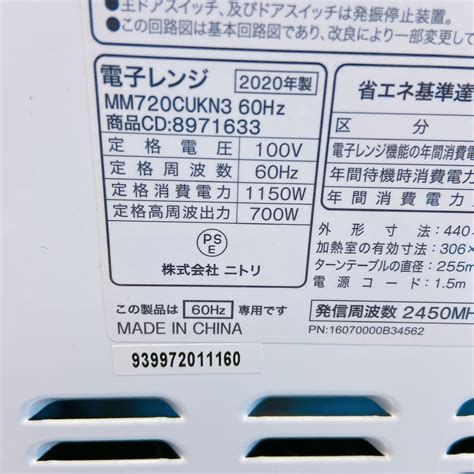 ●主ドアスイッチ、及びドアスイッチは発振停止装置、
●この回路図は基本回路図であり、改良により一部変更
電子レンジ 2020年製
MM720CUKN3 60Hz
商品CD:8971633
定格電圧 100V
定格周波数 60Hz
定格消費電力 1150W
定格高周波出力 700W
PSE
株式会社 ニトリ
この製品は 60Hz 専用です
MADE IN CHINA
939972011160
省エネ基準達
区分
電子レンジ機能の年間消費電
年間待機時消費電力
年間消費電
外形寸法:440
加熱室の有効寸法:306×
ターンテーブルの直径:255m
電源コード:1.5m
発信周波数 2450MH
PN:16070000B34562